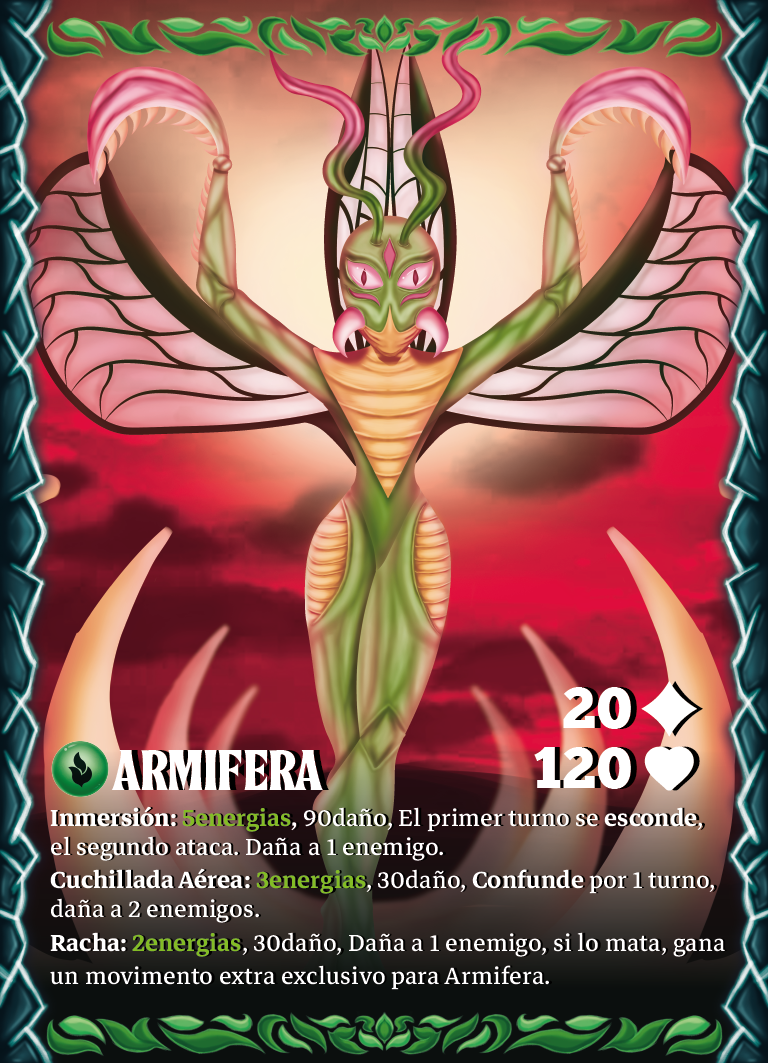 20
ARMIFERA
120
Inmersión: 5energias, 90daño, El primer turno se esconde,
el segundo ataca. Daña a 1 enemigo.
Cuchillada Aérea: 3energias, 30daño, Confunde por 1 turno,
daña a 2 enemigos.
Racha: 2energias, 30daño, Daña a 1 enemigo, si lo mata, gana
un movimento extra exclusivo para Armifera.